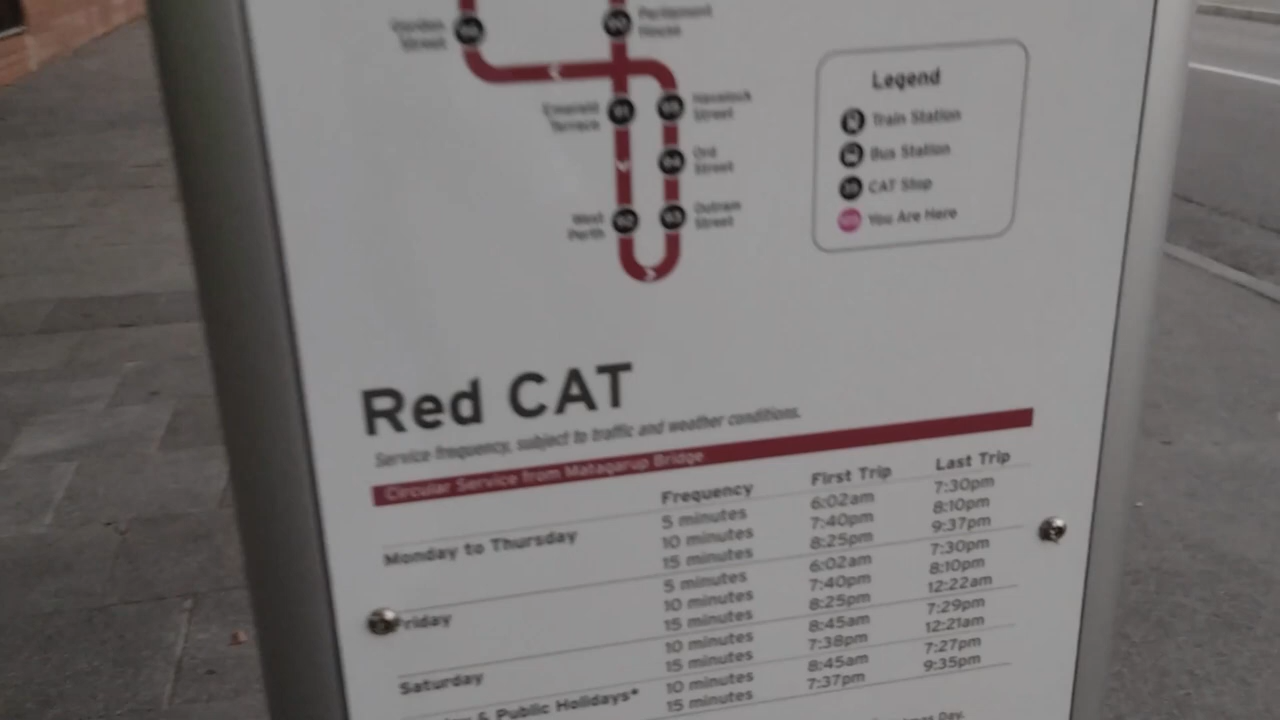 Parliament
House
Street
Emerald
Terrace
91
Havelock
Street
94
Ord
Street
West
Perth
92
93
Outram
Street
Legend
Train Station
Bus Station
CAT Stop
You Are Here
Red CAT
Service frequency, subject to traffic and weather conditions.
Circular Service from Matagarup Bridge
Frequency First Trip Last Trip
Monday to Thursday
5 minutes 6:02am 7:30pm
10 minutes 7:40pm 8:10pm
15 minutes 8:25pm 9:37pm
Friday
5 minutes 6:02am 7:30pm
10 minutes 7:40pm 8:10pm
15 minutes 8:25pm 12:22am
Saturday
10 minutes 8:45am 7:29pm
15 minutes 7:38pm 12:21am
& Public Holidays*
10 minutes 8:45am 7:27pm
15 minutes 7:37pm 9:35pm
Day.